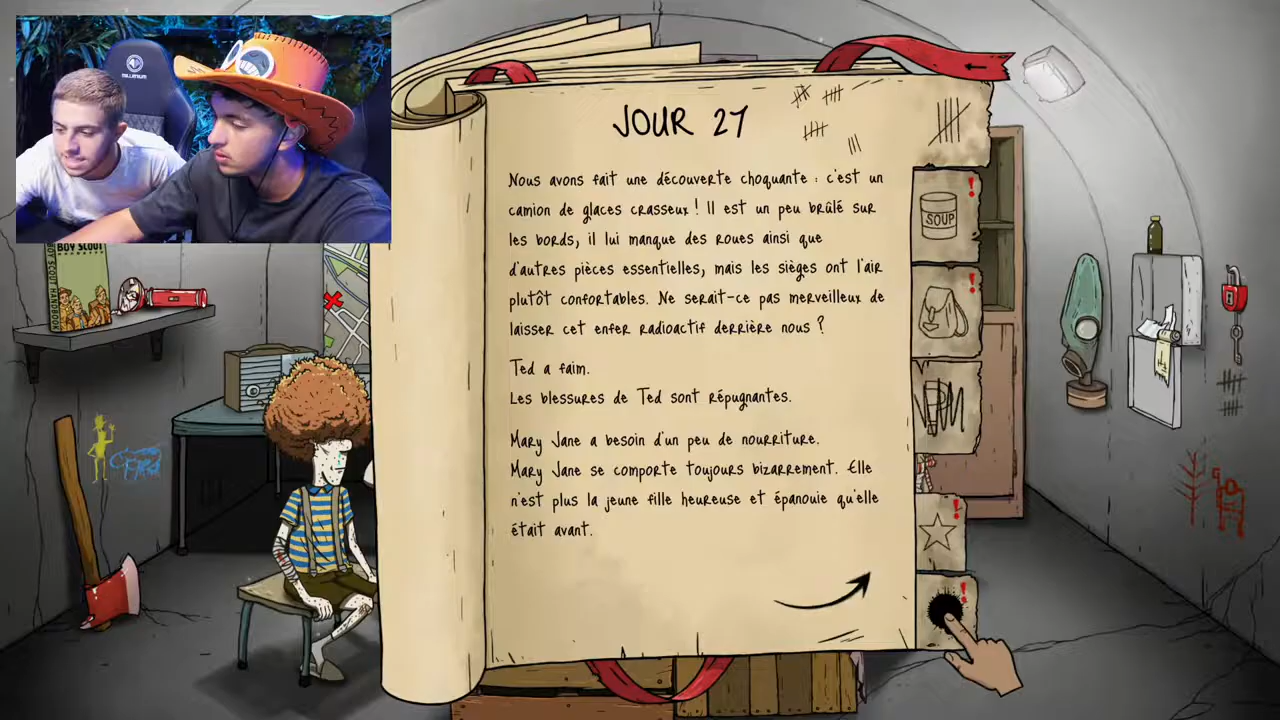 MILLENIUM
JOUR 27
Nous avons fait une découverte choquante : c'est un
camion de glaces crasseux ! Il est un peu brûlé sur
les bords, il lui manque des roues ainsi que
d'autres pièces essentielles, mais les sièges ont l'air
plutôt confortables. Ne serait-ce pas merveilleux de
laisser cet enfer radioactif derrière nous ?
Ted a faim.
Les blessures de Ted sont répugnantes.
Mary Jane a besoin d'un peu de nourriture.
Mary Jane se comporte toujours bizarrement. Elle
n'est plus la jeune fille heureuse et épanouie qu'elle
était avant.
SOUP
BOY SCOUT
BOY SCOUT HANDBOOK